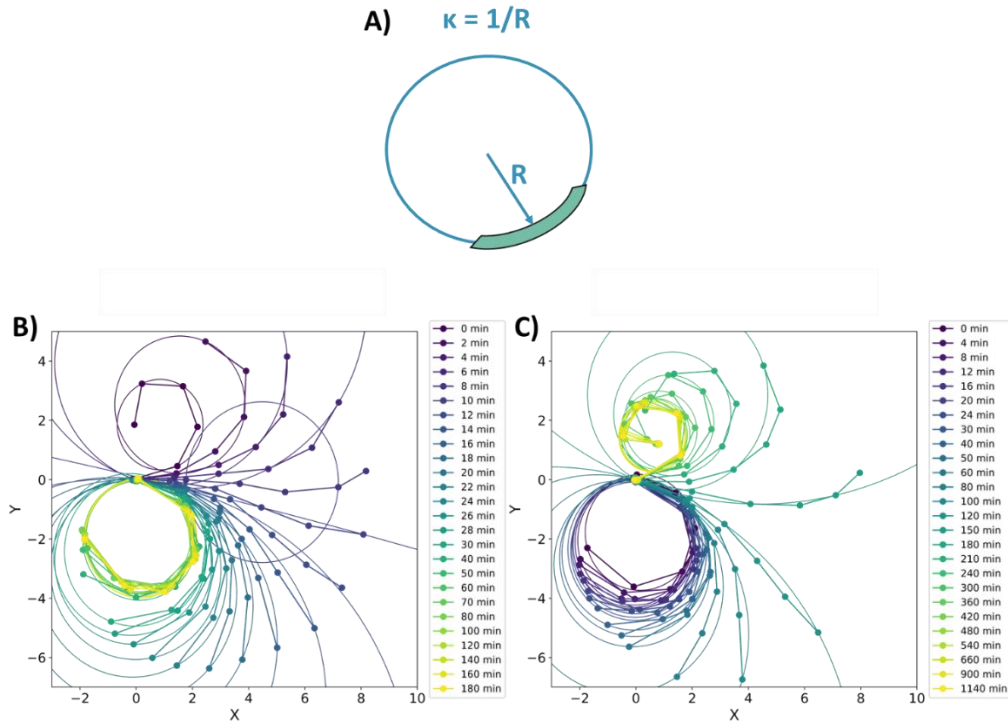 A)
κ = 1/R
R
B)
4
2
0
−2
−4
−6
Y
−2
0
2
4
6
8
10
X
0 min
2 min
4 min
6 min
8 min
10 min
12 min
14 min
16 min
18 min
20 min
22 min
24 min
26 min
28 min
30 min
40 min
50 min
60 min
70 min
80 min
100 min
120 min
140 min
160 min
180 min
C)
4
2
0
−2
−4
−6
Y
−2
0
2
4
6
8
10
X
0 min
4 min
8 min
12 min
16 min
20 min
24 min
30 min
40 min
50 min
60 min
80 min
100 min
120 min
150 min
180 min
210 min
240 min
300 min
360 min
420 min
480 min
540 min
660 min
900 min
1140 min